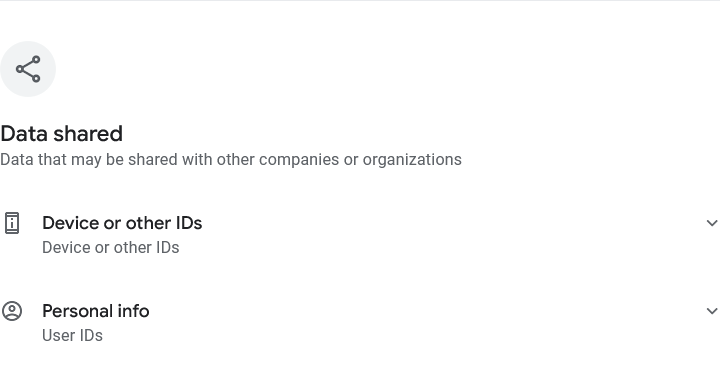 Data shared
Data that may be shared with other companies or organizations
Device or other IDs
Device or other IDs
Personal info
User IDs